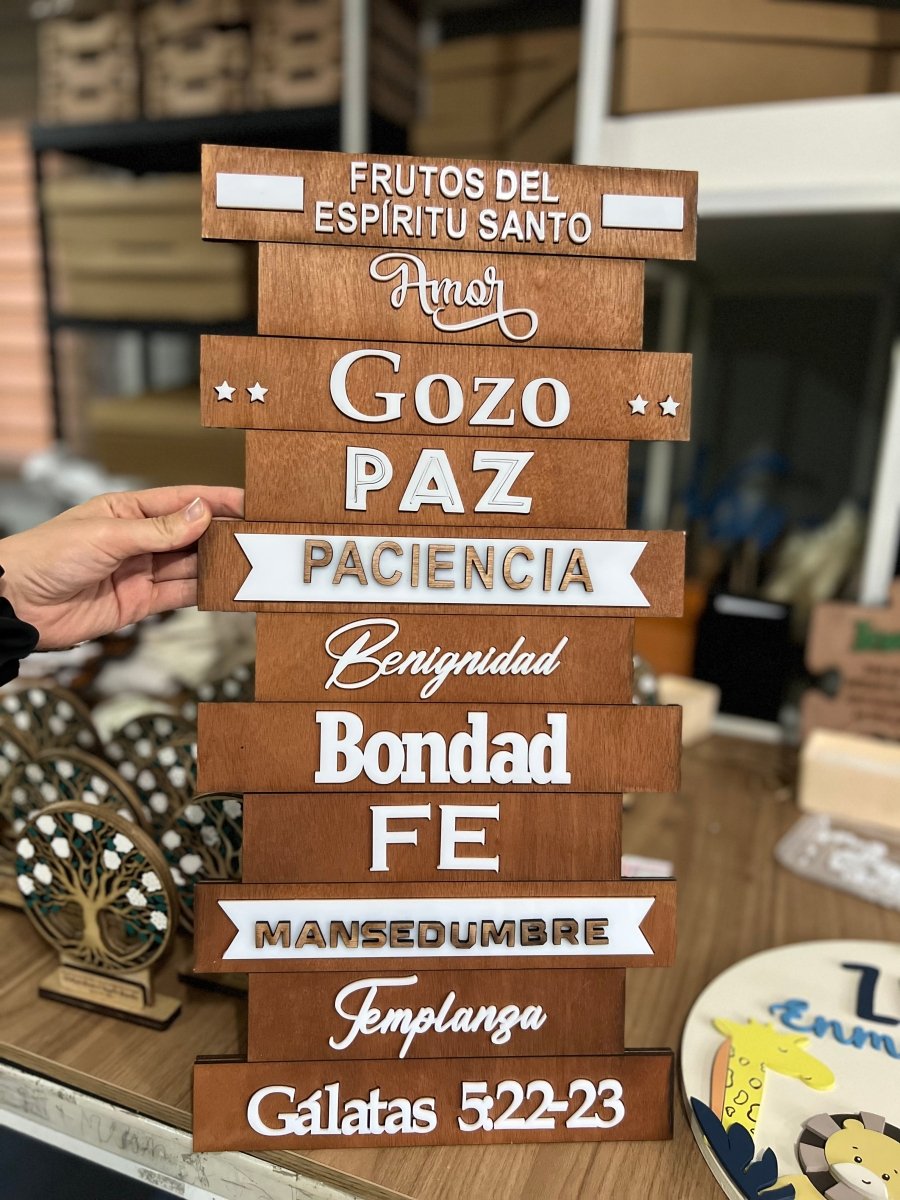 FRUTOS DEL
ESPÍRITU SANTO
Amor
Gozo
PAZ
PACIENCIA
Benignidad
Bondad
FE
MANSEDUMBRE
Templanza
Gálatas 5:22-23